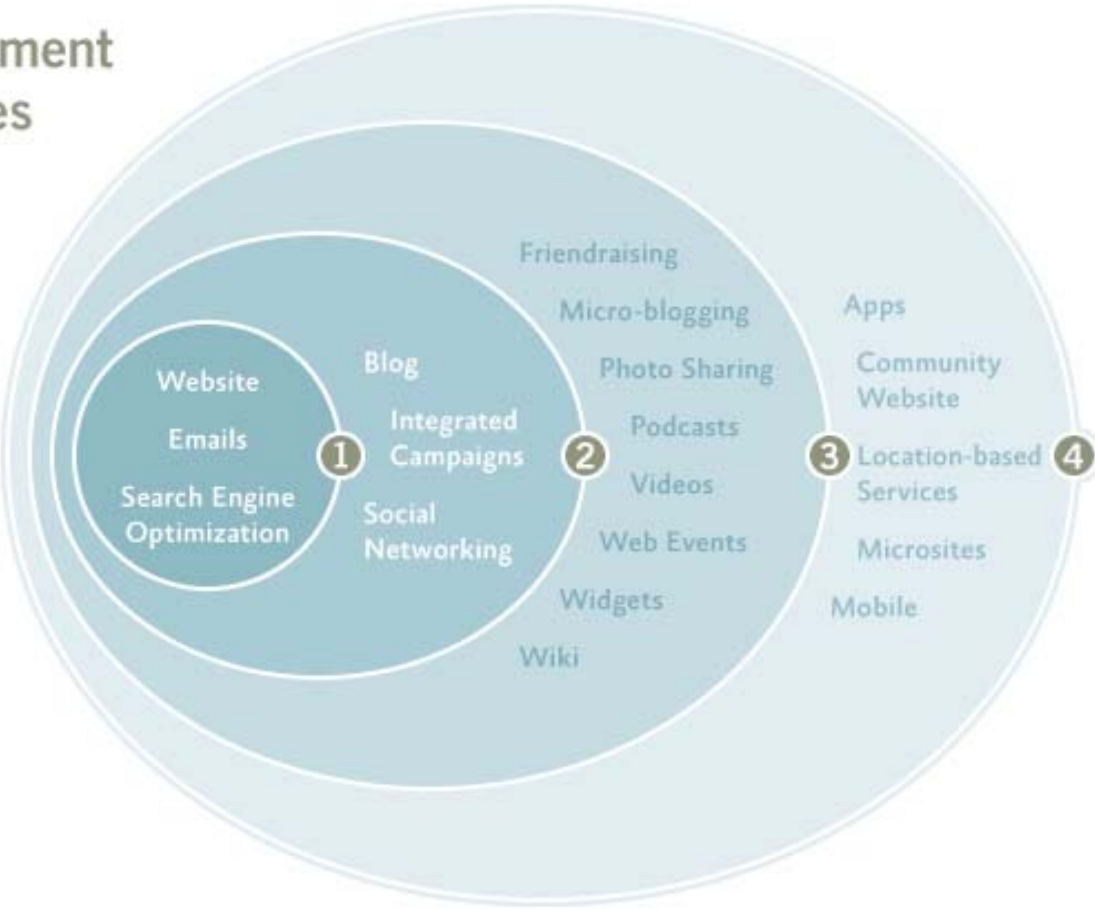 ment
es
Website
Emails
Search Engine
Optimization
1
Blog
Integrated
Campaigns
Social
Networking
2
Friendraising
Micro-blogging
Photo Sharing
Podcasts
Videos
Web Events
Widgets
Wiki
3
Apps
Community
Website
Location-based
Services
Microsites
Mobile
4